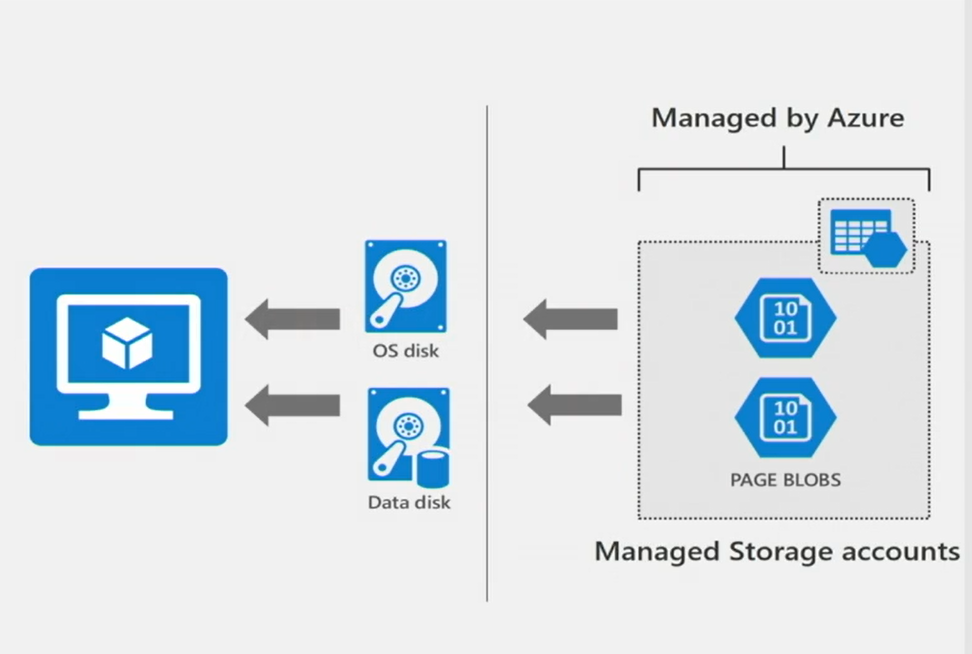 Managed by Azure
10
01
OS disk
10
01
Data disk
PAGE BLOBS
Managed Storage accounts